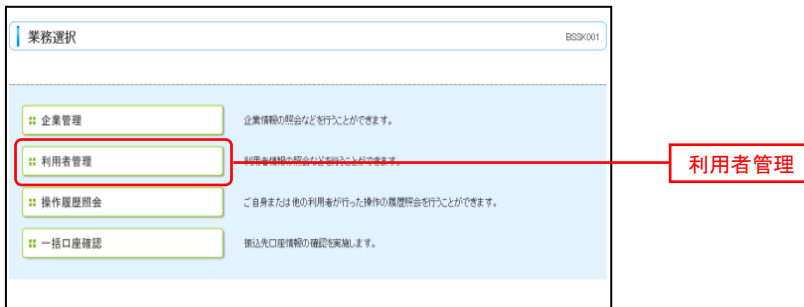 業務選択 BSSK001
企業管理 企業情報の照会などを行うことができます。
利用者管理 利用者情報の照会などを行うことができます。 利用者管理
操作履歴照会 ご自身または他の利用者が行った操作の履歴照会を行うことができます。
一括口座確認 振込先口座情報の確認を実施します。